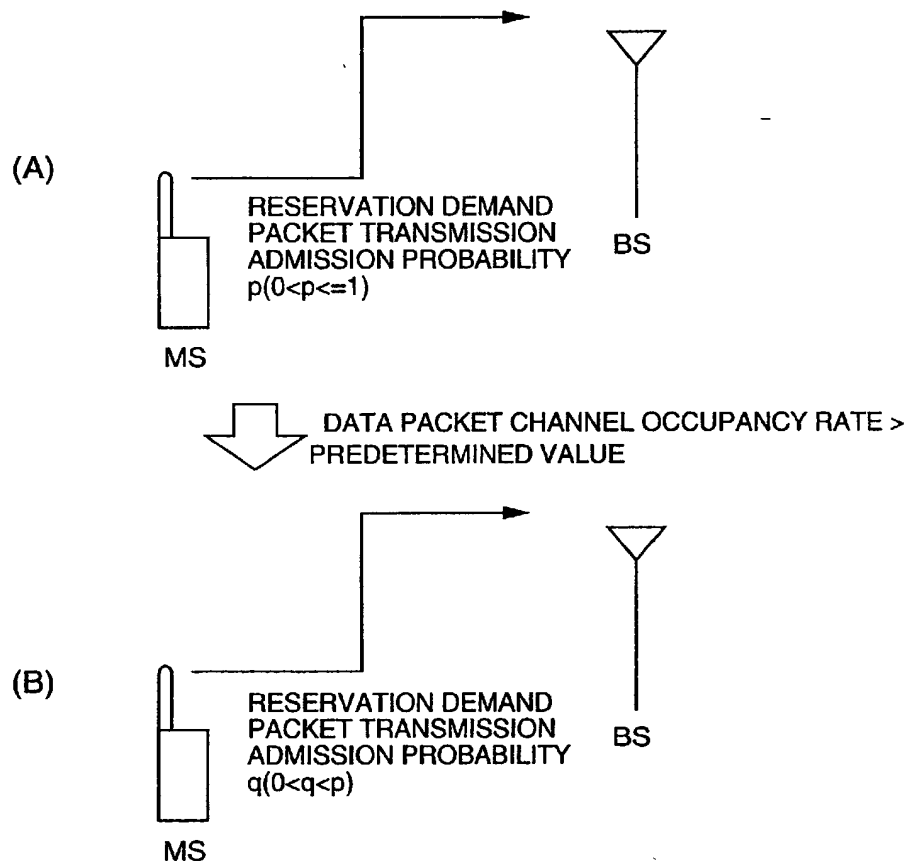 (A)
RESERVATION DEMAND
PACKET TRANSMISSION
ADMISSION PROBABILITY
p(0<p<=1)
BS
MS
DATA PACKET CHANNEL OCCUPANCY RATE >
PREDETERMINED VALUE
(B)
RESERVATION DEMAND
PACKET TRANSMISSION
ADMISSION PROBABILITY
q(0<q<p)
BS
MS